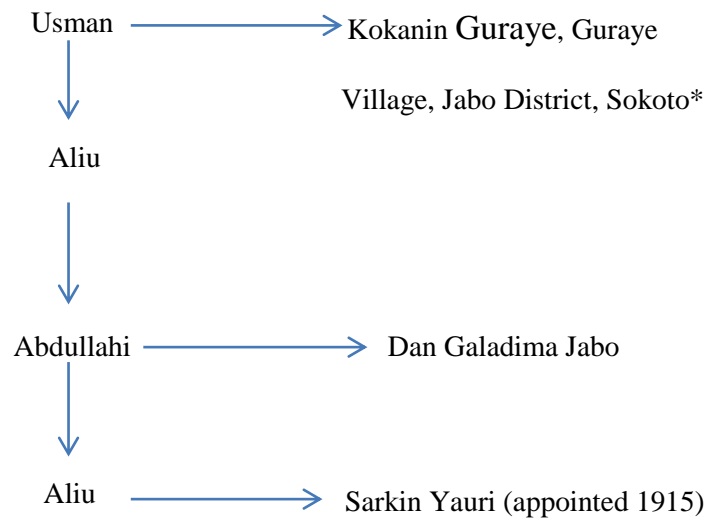 Usman Kokanin Guraye, Guraye
Village, Jabo District, Sokoto*
Aliu
Abdullahi Dan Galadima Jabo
Aliu Sarkin Yauri (appointed 1915)